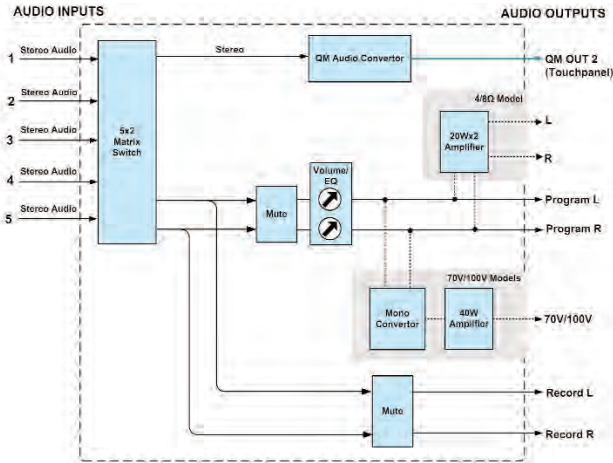 AUDIO INPUTS
AUDIO OUTPUTS
1 Stereo Audio
Stereo
QM Audio Convertor
QM OUT 2
(Touchpanel)
2 Stereo Audio
3 Stereo Audio
4 Stereo Audio
5 Stereo Audio
5x2
Matrix
Switch
4/8Ω Model
20Wx2
Amplifier
L
R
Volume/
EQ
Mute
Program L
Program R
70V/100V Models
Mono
Convertor
40W
Amplifier
70V/100V
Mute
Record L
Record R